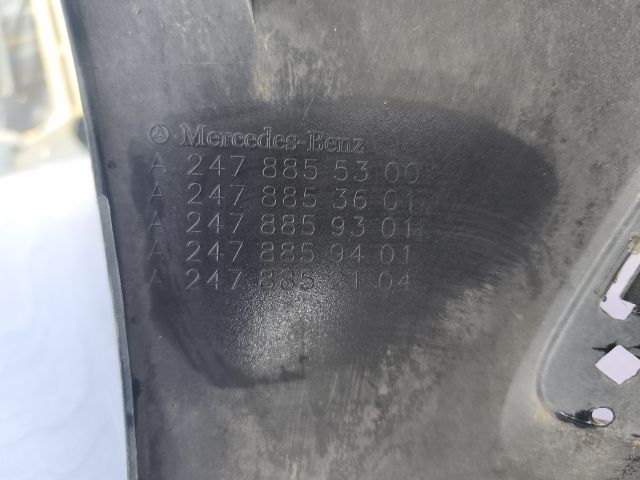 Mercedes-Benz
A 247 885 53 00
A 247 885 36 01
A 247 885 93 01
A 247 885 94 01
A 247 885 04